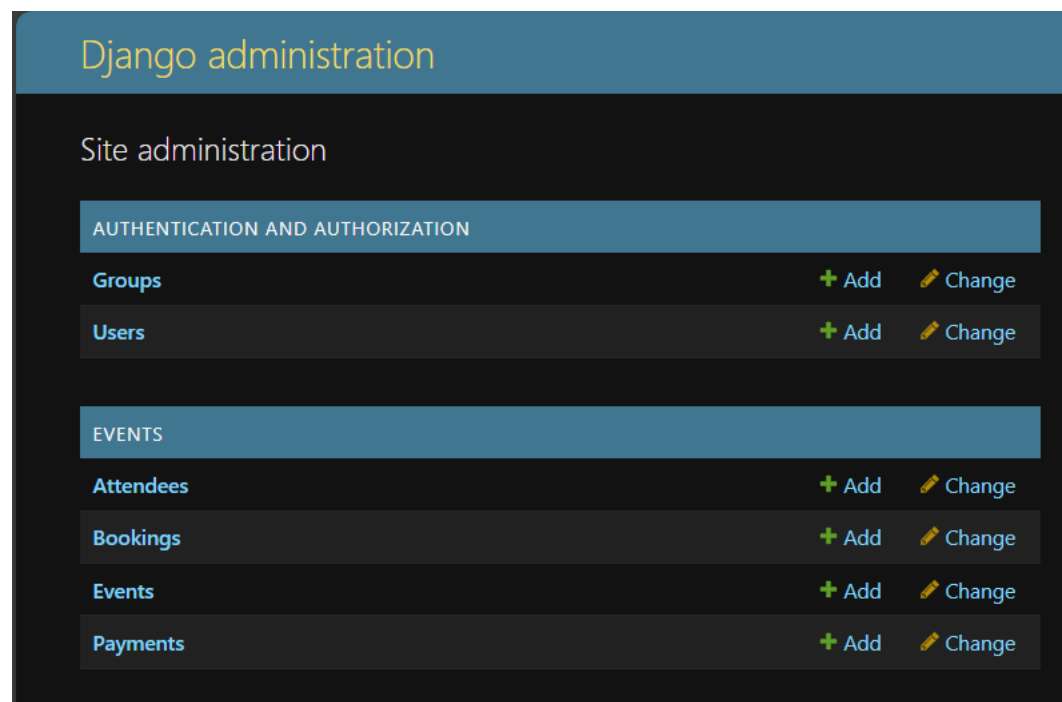 Django administration
Site administration
AUTHENTICATION AND AUTHORIZATION
Groups Add Change
Users Add Change
EVENTS
Attendees Add Change
Bookings Add Change
Events Add Change
Payments Add Change